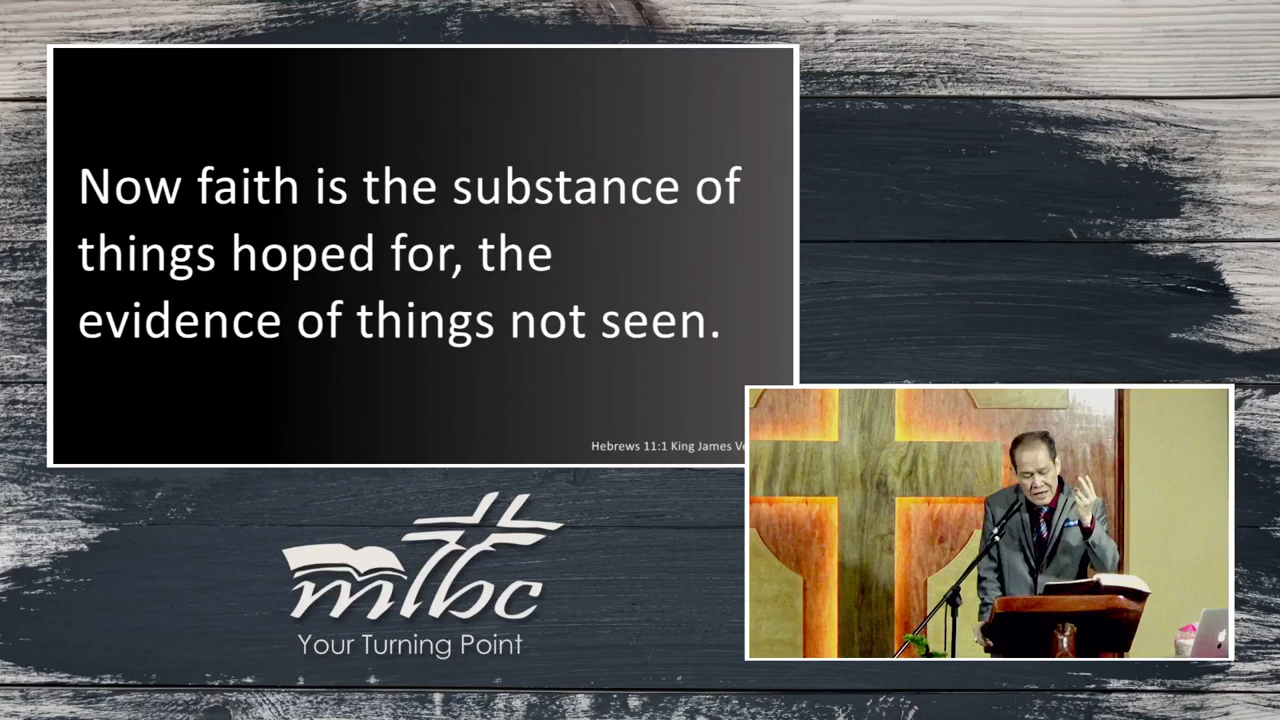 Now faith is the substance of
things hoped for, the
evidence of things not seen.
Hebrews 11:1 King James
mlbc
Your Turning Point